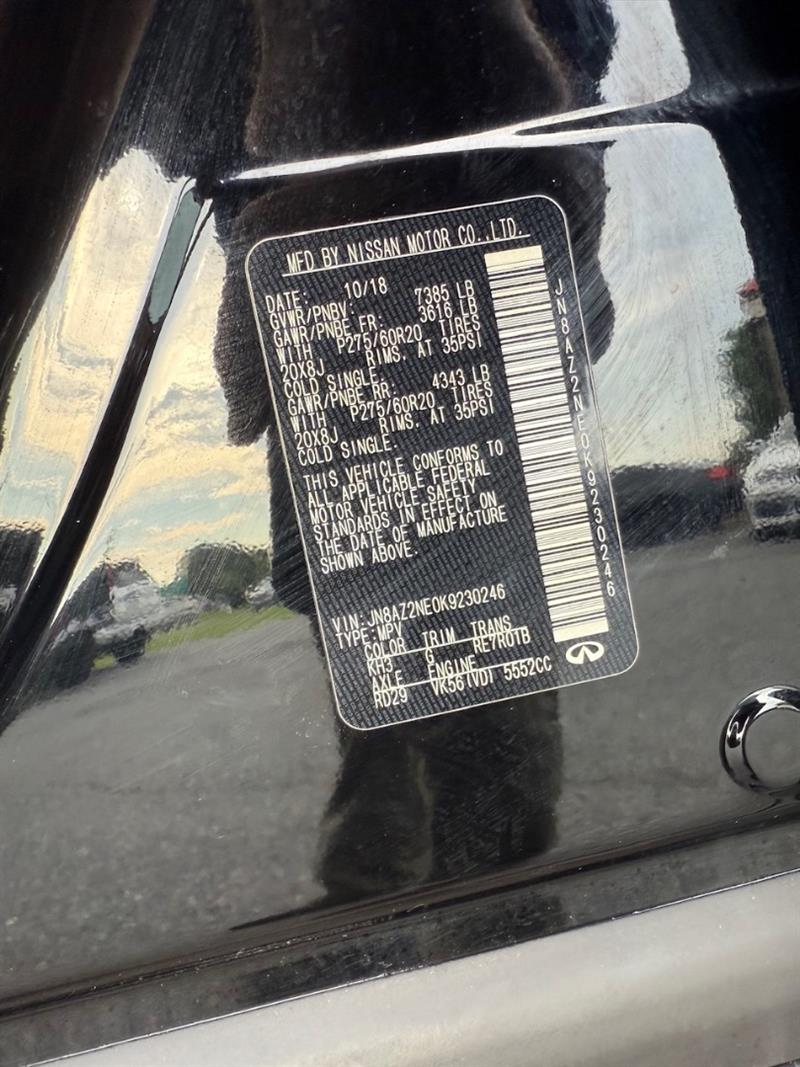 MFD BY NISSAN MOTOR CO.,LTD.
DATE: 10/18
GVWR/PNBV: 7385 LB
GAWR/PNBE FR: 3616 LB
WITH P275/60R20 TIRES
20X8J RIMS, AT 35PSI
COLD SINGLE.
GAWR/PNBE RR: 4343 LB
WITH P275/60R20 TIRES
20X8J RIMS, AT 35PSI
COLD SINGLE.
THIS VEHICLE CONFORMS TO
ALL APPLICABLE FEDERAL
MOTOR VEHICLE SAFETY
STANDARDS IN EFFECT ON
THE DATE OF MANUFACTURE
SHOWN ABOVE.
VIN: JN8AZ2NE0K9230246
TYPE: MPV
COLOR TRIM TRANS
KH3 G RE7R01B
AXLE ENGINE
RD29 VK56(VD) 5552CC
JN8AZ2NE0K9230246